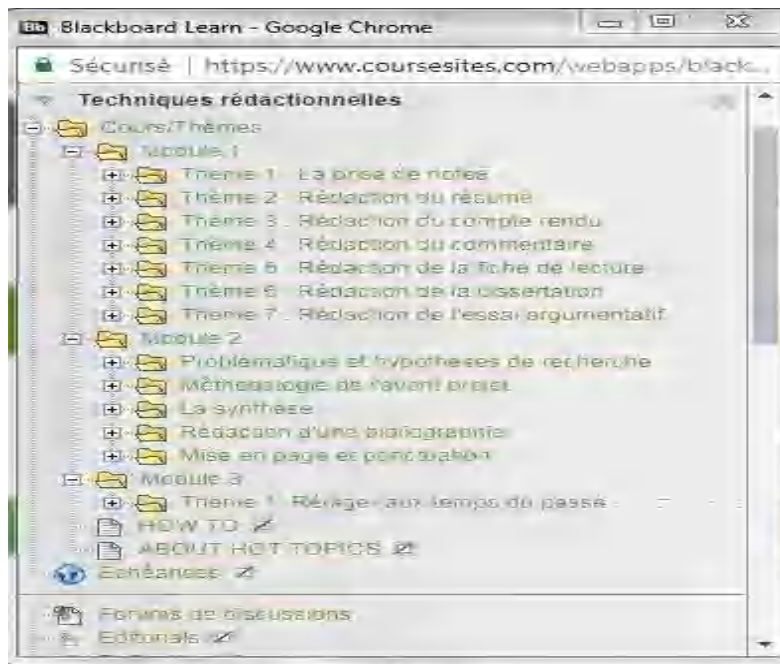 Blackboard Learn - Google Chrome
Sécurisé | https://www.coursesites.com/webapps/black...
Techniques rédactionnelles
Cours/Thèmes
Module 1
Thème 1 : La prise de notes
Thème 2 : Rédaction du résumé
Thème 3 : Rédaction du compte rendu
Thème 4 : Rédaction du commentaire
Thème 5 : Rédaction de la fiche de lecture
Thème 6 : Rédaction de la dissertation
Thème 7 : Rédaction de l'essai argumentatif
Module 2
Problématique et hypothèses de recherche
Méthodologie de l'avant projet
La synthèse
Rédaction d'une bibliographie
Mise en page et ponctuation
Module 3
Thème 1 : aux temps du passé
HOW TO
ABOUT HOT TOPICS
Echéances
Forums de discussions
Editorials